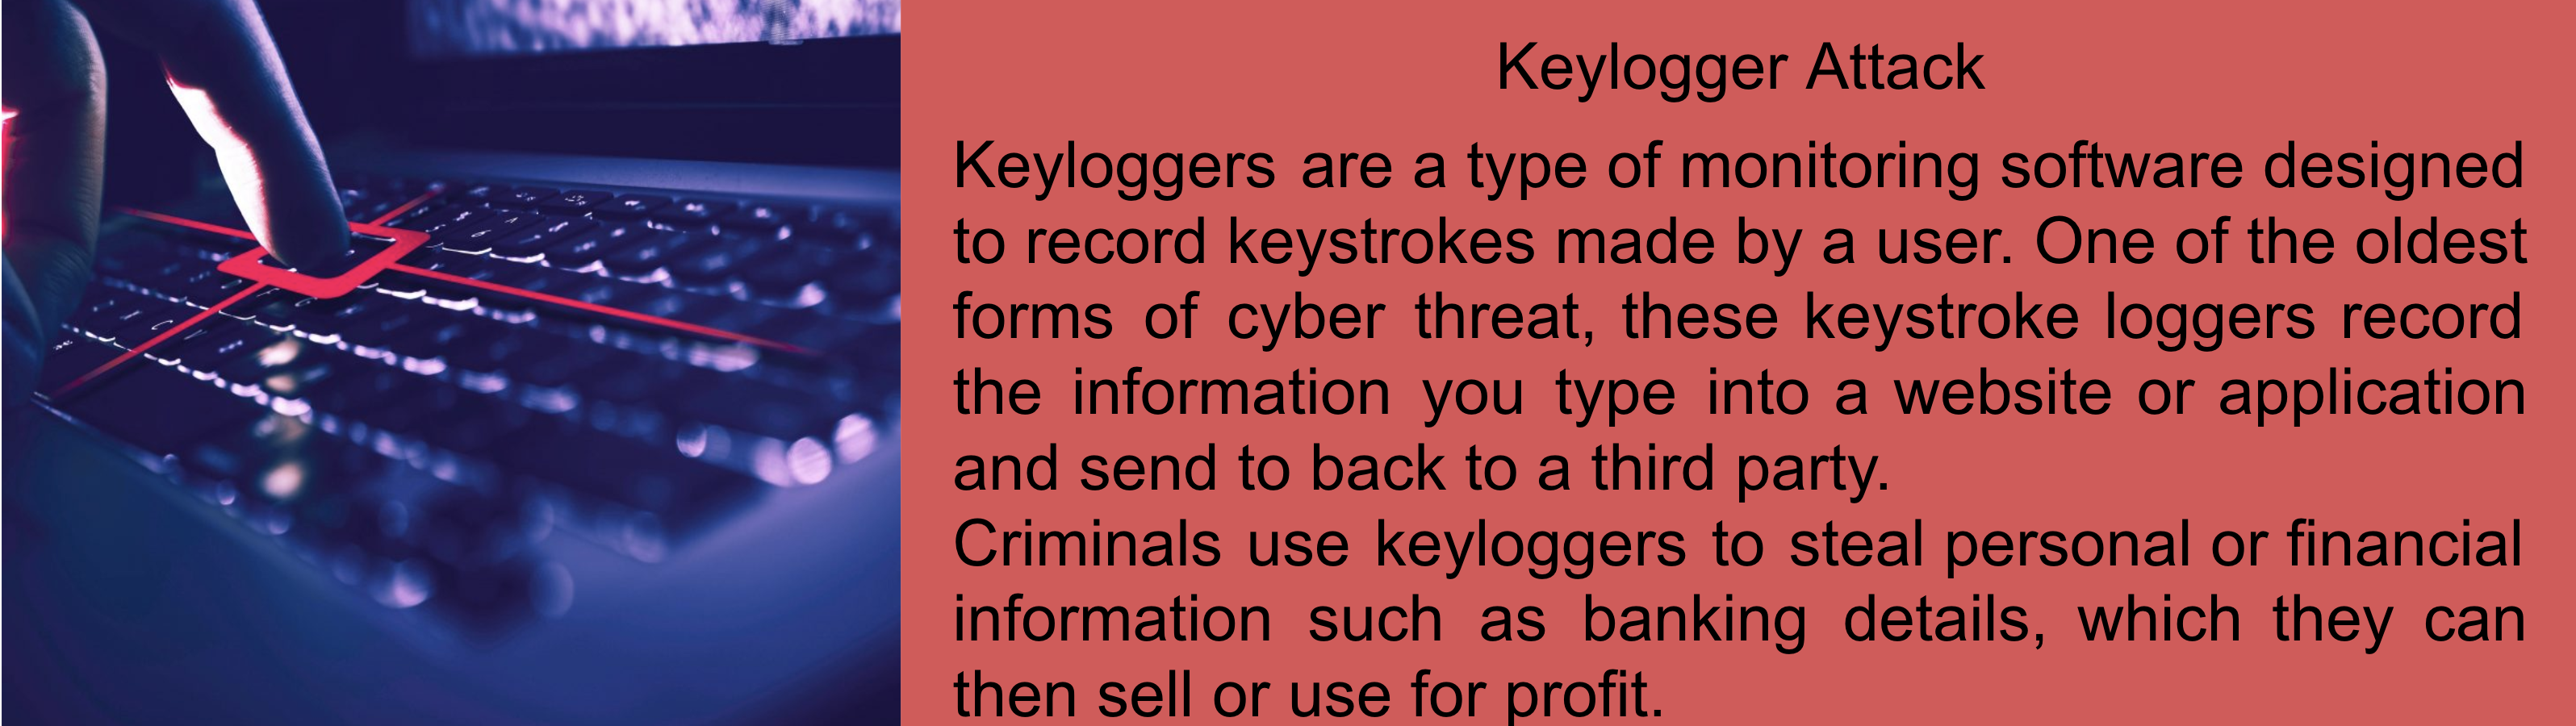 Keylogger Attack
Keyloggers are a type of monitoring software designed
to record keystrokes made by a user. One of the oldest
forms of cyber threat, these keystroke loggers record
the information you type into a website or application
and send to back to a third party.
Criminals use keyloggers to steal personal or financial
information such as banking details, which they can
then sell or use for profit.